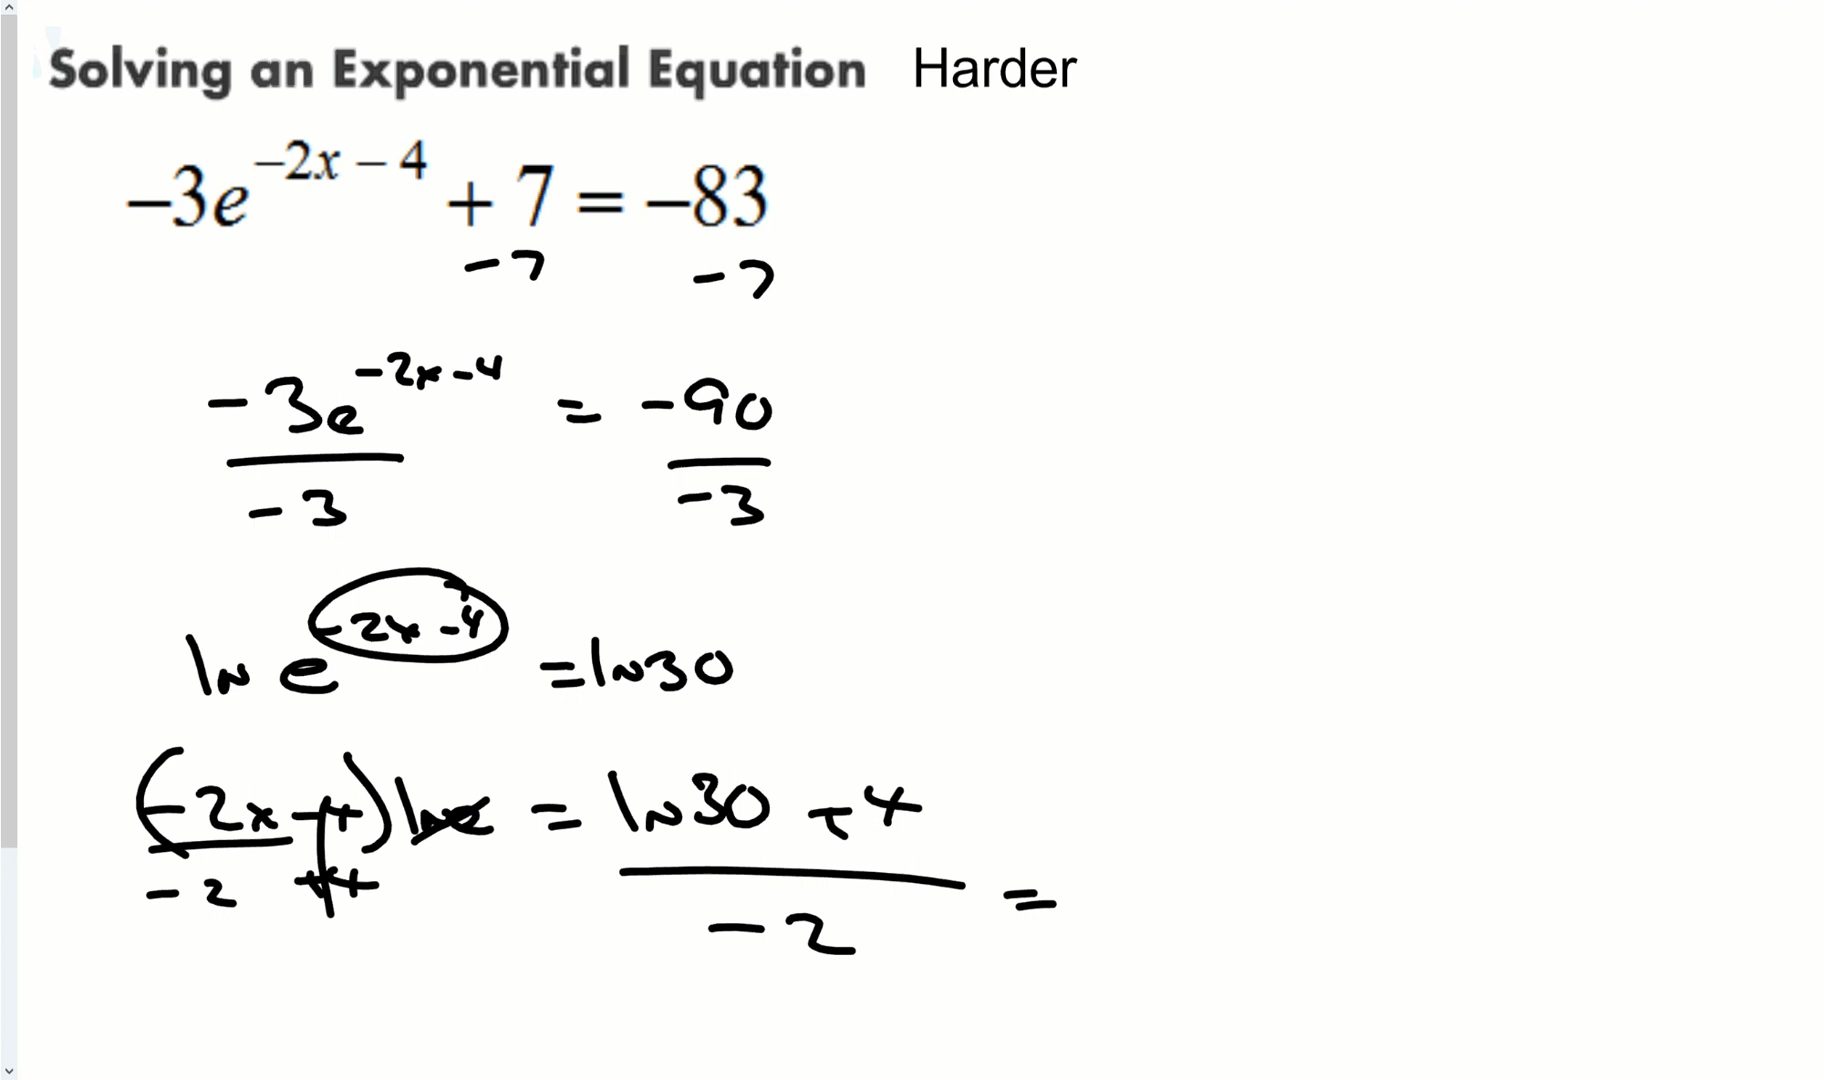 Solving an Exponential Equation Harder
-3e^{-2x-4} + 7 = -83
-7 -7
-3e^{-2x-4} = -90
-3 -3
ln e^{-2x-4} = ln30
(-2x-4)lne = ln30 +4
-2 +4 -2 =